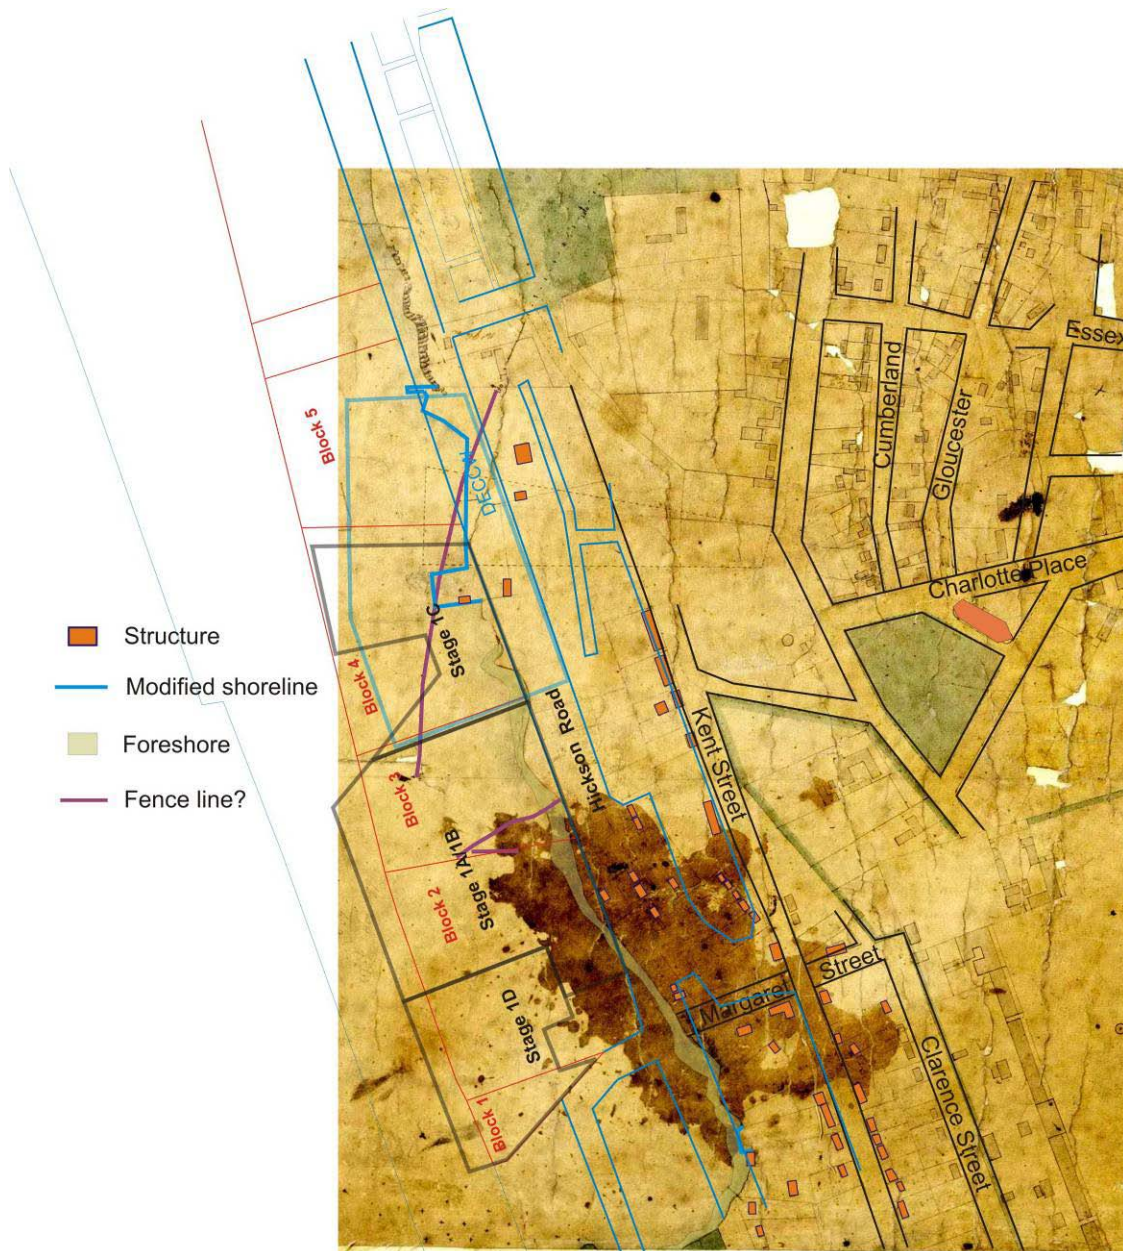 Essex
Cumberland
Gloucester
Block 5
DECCW
Charlotte Place
Structure
Stage 1C
Modified shoreline
Block 4
Foreshore
Hickson Road
Kent Street
Fence line?
Block 3
Stage 1A/1B
Block 2
Street
Margaret
Stage 1D
Clarence Street
Block 1